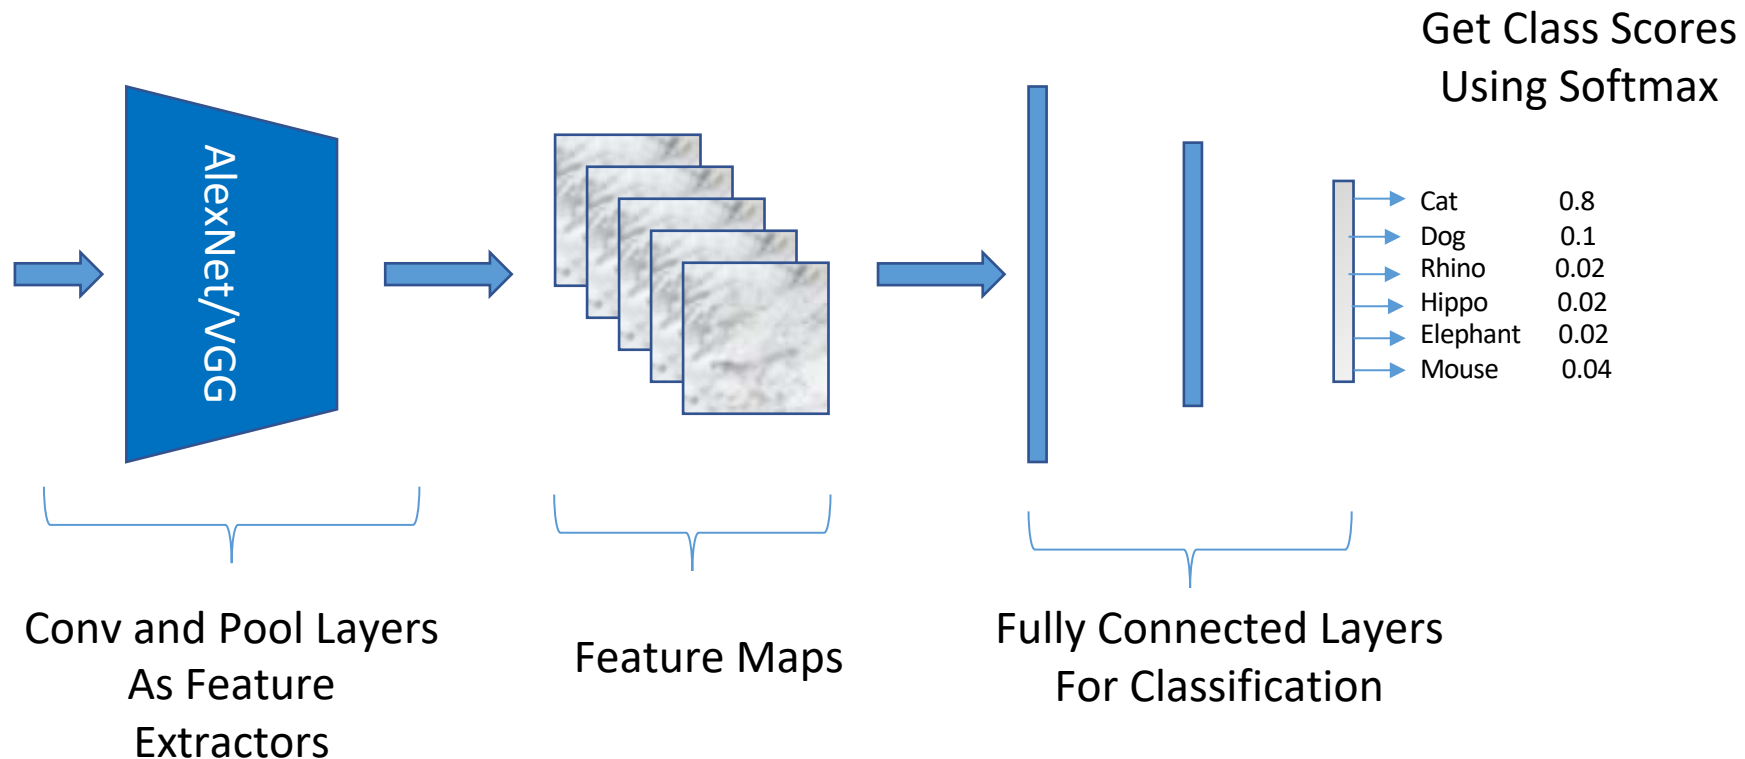 Get Class Scores
Using Softmax
AlexNet/VGG
Cat 0.8
Dog 0.1
Rhino 0.02
Hippo 0.02
Elephant 0.02
Mouse 0.04
Conv and Pool Layers
As Feature
Extractors
Feature Maps
Fully Connected Layers
For Classification